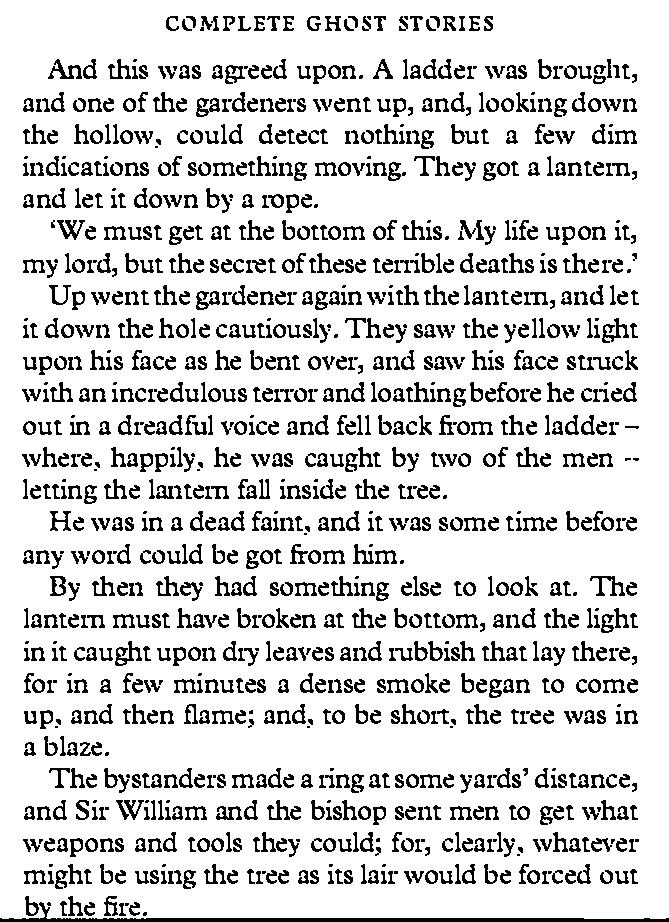 COMPLETE GHOST STORIES
And this was agreed upon. A ladder was brought,
and one of the gardeners went up, and, looking down
the hollow, could detect nothing but a few dim
indications of something moving. They got a lantern,
and let it down by a rope.
‘We must get at the bottom of this. My life upon it,
my lord, but the secret of these terrible deaths is there.’
Up went the gardener again with the lantern, and let
it down the hole cautiously. They saw the yellow light
upon his face as he bent over, and saw his face struck
with an incredulous terror and loathing before he cried
out in a dreadful voice and fell back from the ladder –
where, happily, he was caught by two of the men --
letting the lantern fall inside the tree.
He was in a dead faint, and it was some time before
any word could be got from him.
By then they had something else to look at. The
lantern must have broken at the bottom, and the light
in it caught upon dry leaves and rubbish that lay there,
for in a few minutes a dense smoke began to come
up, and then flame; and, to be short, the tree was in
a blaze.
The bystanders made a ring at some yards’ distance,
and Sir William and the bishop sent men to get what
weapons and tools they could; for, clearly, whatever
might be using the tree as its lair would be forced out
by the fire.